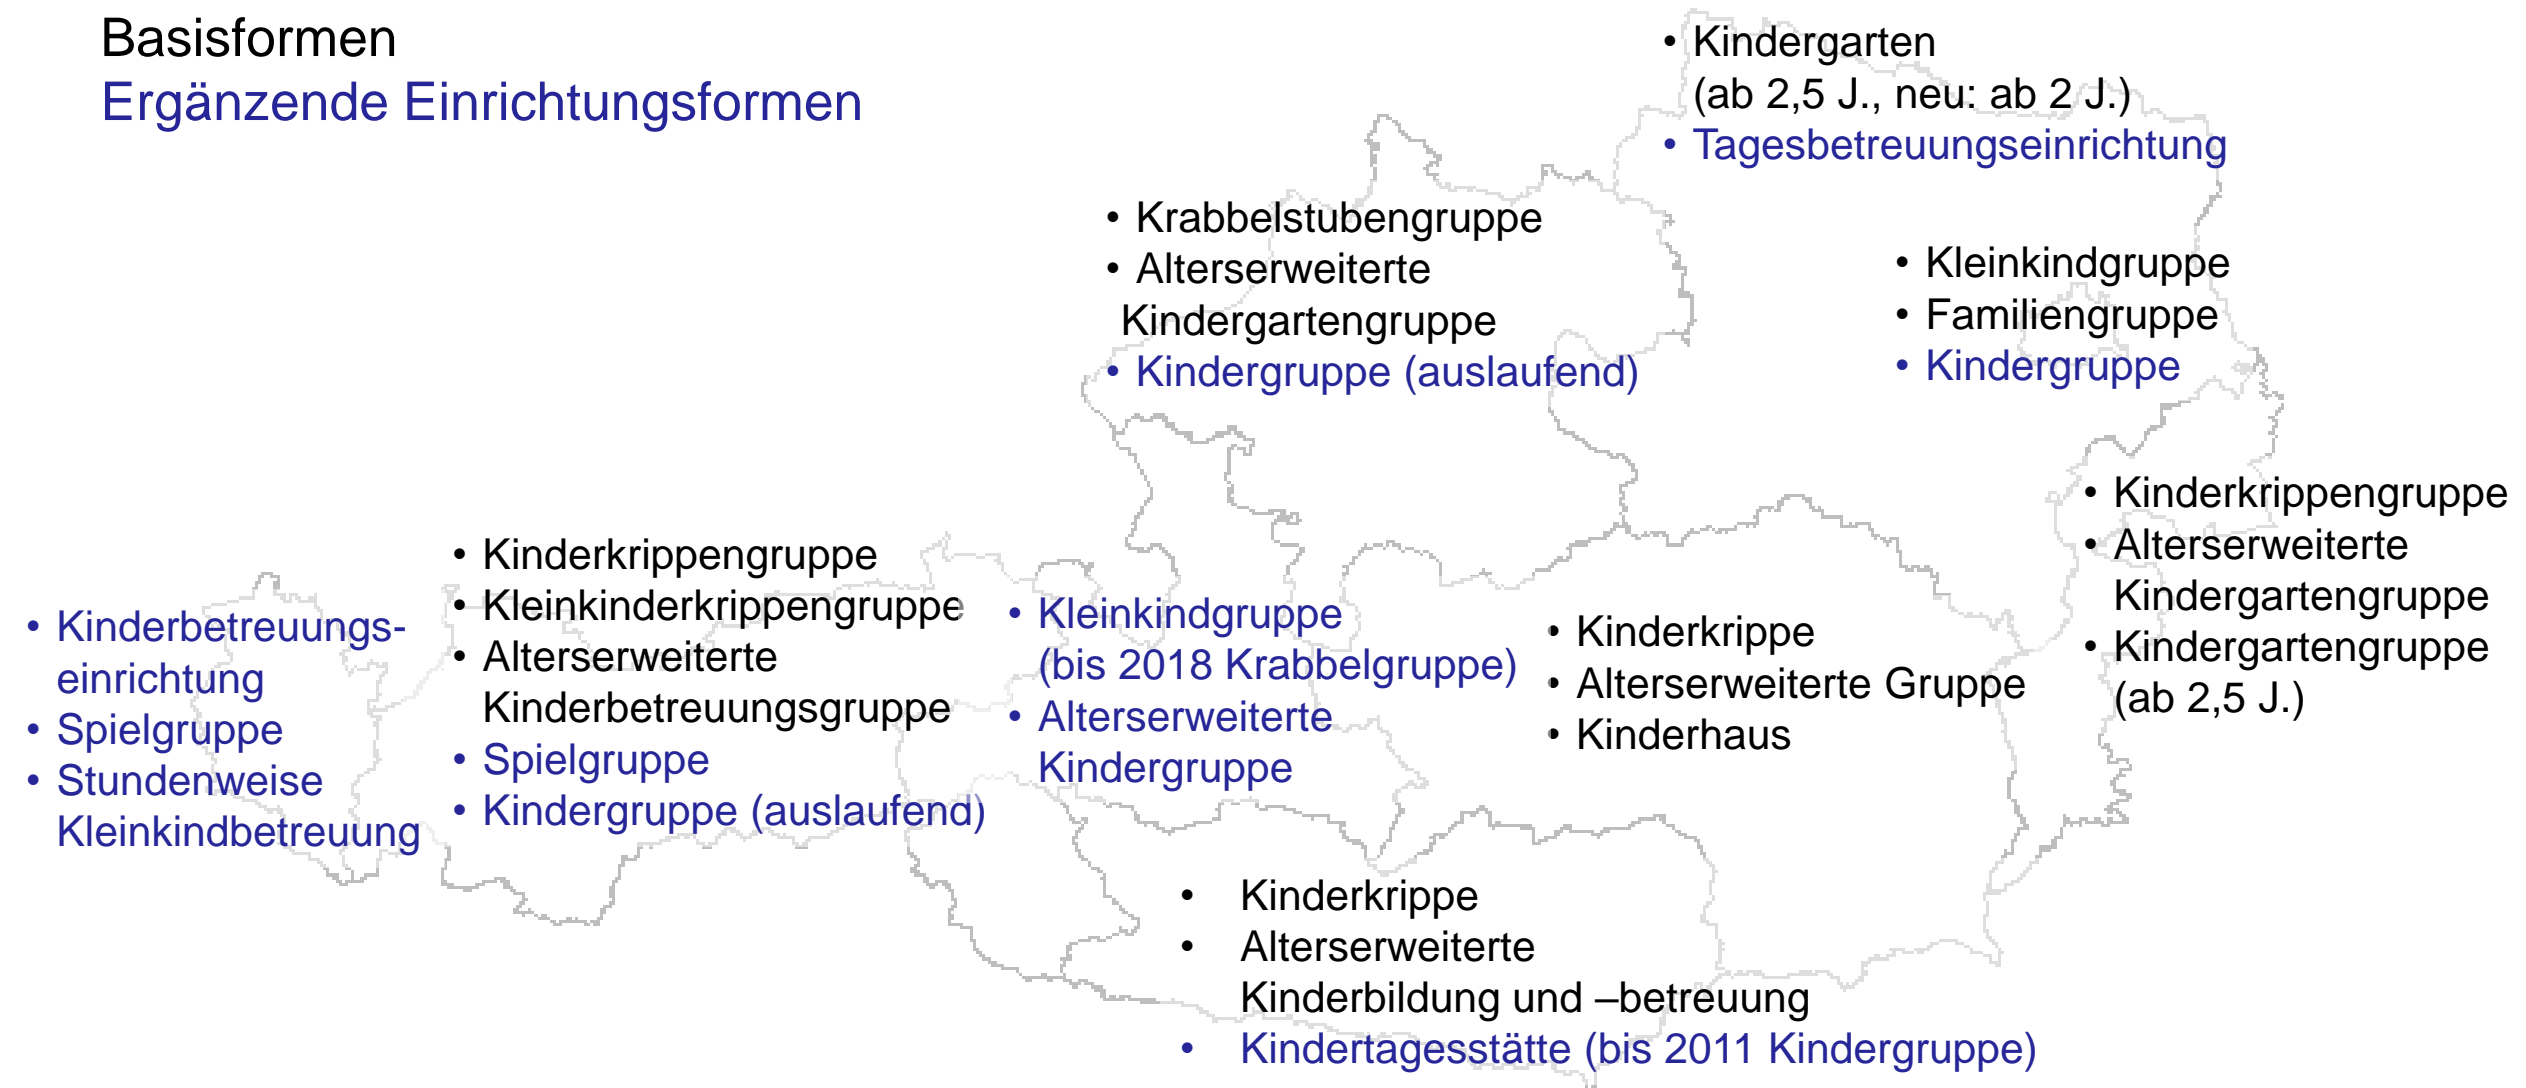 Basisformen
Ergänzende Einrichtungsformen
• Kindergarten
(ab 2,5 J., neu: ab 2 J.)
• Tagesbetreuungseinrichtung
• Krabbelstubengruppe
• Alterserweiterte
Kindergartengruppe
• Kindergruppe (auslaufend)
• Kleinkindgruppe
• Familiengruppe
• Kindergruppe
• Kinderkrippengruppe
• Alterserweiterte
Kindergartengruppe
• Kindergartengruppe
(ab 2,5 J.)
• Kinderbetreuungs-
einrichtung
• Spielgruppe
• Stundenweise
Kleinkindbetreuung
• Kinderkrippengruppe
• Kleinkinderkrippengruppe
• Alterserweiterte
Kinderbetreuungsgruppe
• Spielgruppe
• Kindergruppe (auslaufend)
• Kleinkindgruppe
(bis 2018 Krabbelgruppe)
• Alterserweiterte
Kindergruppe
• Kinderkrippe
• Alterserweiterte Gruppe
• Kinderhaus
• Kinderkrippe
• Alterserweiterte
Kinderbildung und –betreuung
• Kindertagesstätte (bis 2011 Kindergruppe)